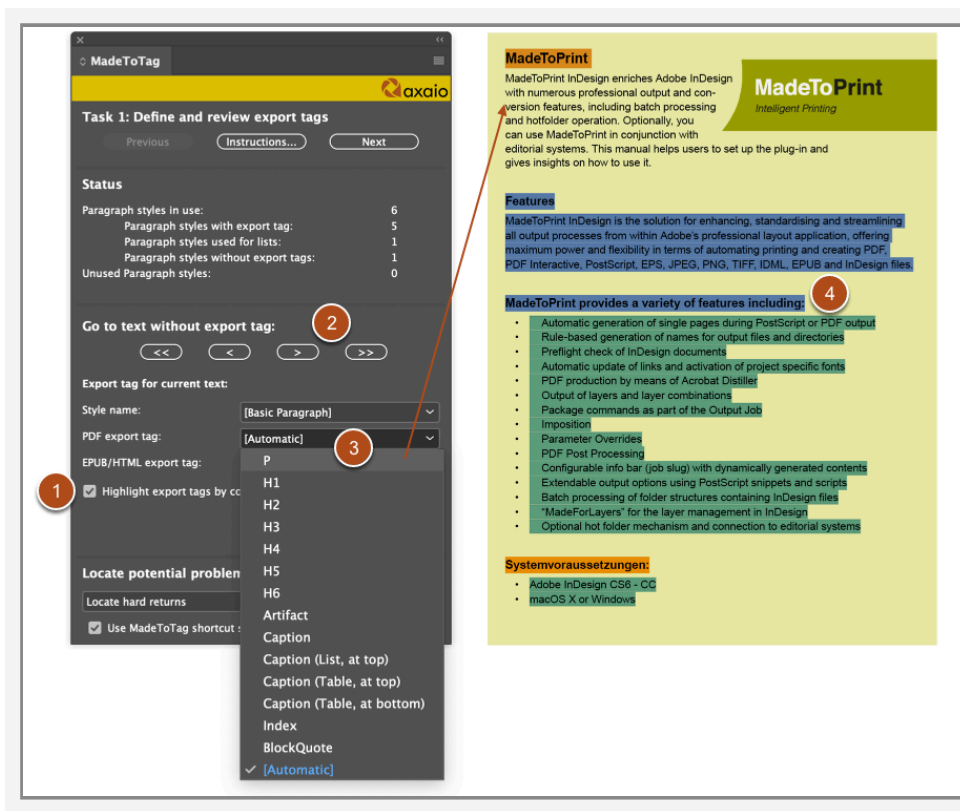 MadeToTag
axaio
Task 1: Define and review export tags
Previous
Instructions...)
Next
Status
Paragraph styles in use: 6
Paragraph styles with export tag: 5
Paragraph styles used for lists: 1
Paragraph styles without export tags: 1
Unused Paragraph styles: 0
Go to text without export tag:
2
<<
<
>
>>
Export tag for current text:
Style name: [Basic Paragraph]
PDF export tag: [Automatic]
3
EPUB/HTML export tag:
1
Highlight export tags by co
P
H1
H2
H3
H4
H5
H6
Artifact
Caption
Caption (List, at top)
Caption (Table, at top)
Caption (Table, at bottom)
Index
BlockQuote
[Automatic]
Locate potential problem
Locate hard returns
Use MadeToTag shortcut s
MadeToPrint
MadeToPrint InDesign enriches Adobe InDesign
with numerous professional output and con-
version features, including batch processing
and hotfolder operation. Optionally, you
can use MadeToPrint in conjunction with
editorial systems. This manual helps users to set up the plug-in and
gives insights on how to use it.
MadeToPrint
Intelligent Printing
Features
MadeToPrint InDesign is the solution for enhancing, standardising and streamlining
all output processes from within Adobe's professional layout application, offering
maximum power and flexibility in terms of automating printing and creating PDF,
PDF Interactive, PostScript, EPS, JPEG, PNG, TIFF, IDML, EPUB and InDesign files.
4
MadeToPrint provides a variety of features including:
• Automatic generation of single pages during PostScript or PDF output
• Rule-based generation of names for output files and directories
• Preflight check of InDesign documents
• Automatic update of links and activation of project specific fonts
• PDF production by means of Acrobat Distiller
• Output of layers and layer combinations
• Package commands as part of the Output Job
• Imposition
• Parameter Overrides
• PDF Post Processing
• Configurable info bar (job slug) with dynamically generated contents
• Extendable output options using PostScript snippets and scripts
• Batch processing of folder structures containing InDesign files
• "MadeForLayers" for the layer management in InDesign
• Optional hot folder mechanism and connection to editorial systems
Systemvoraussetzungen:
• Adobe InDesign CS6 - CC
• macOS X or Windows